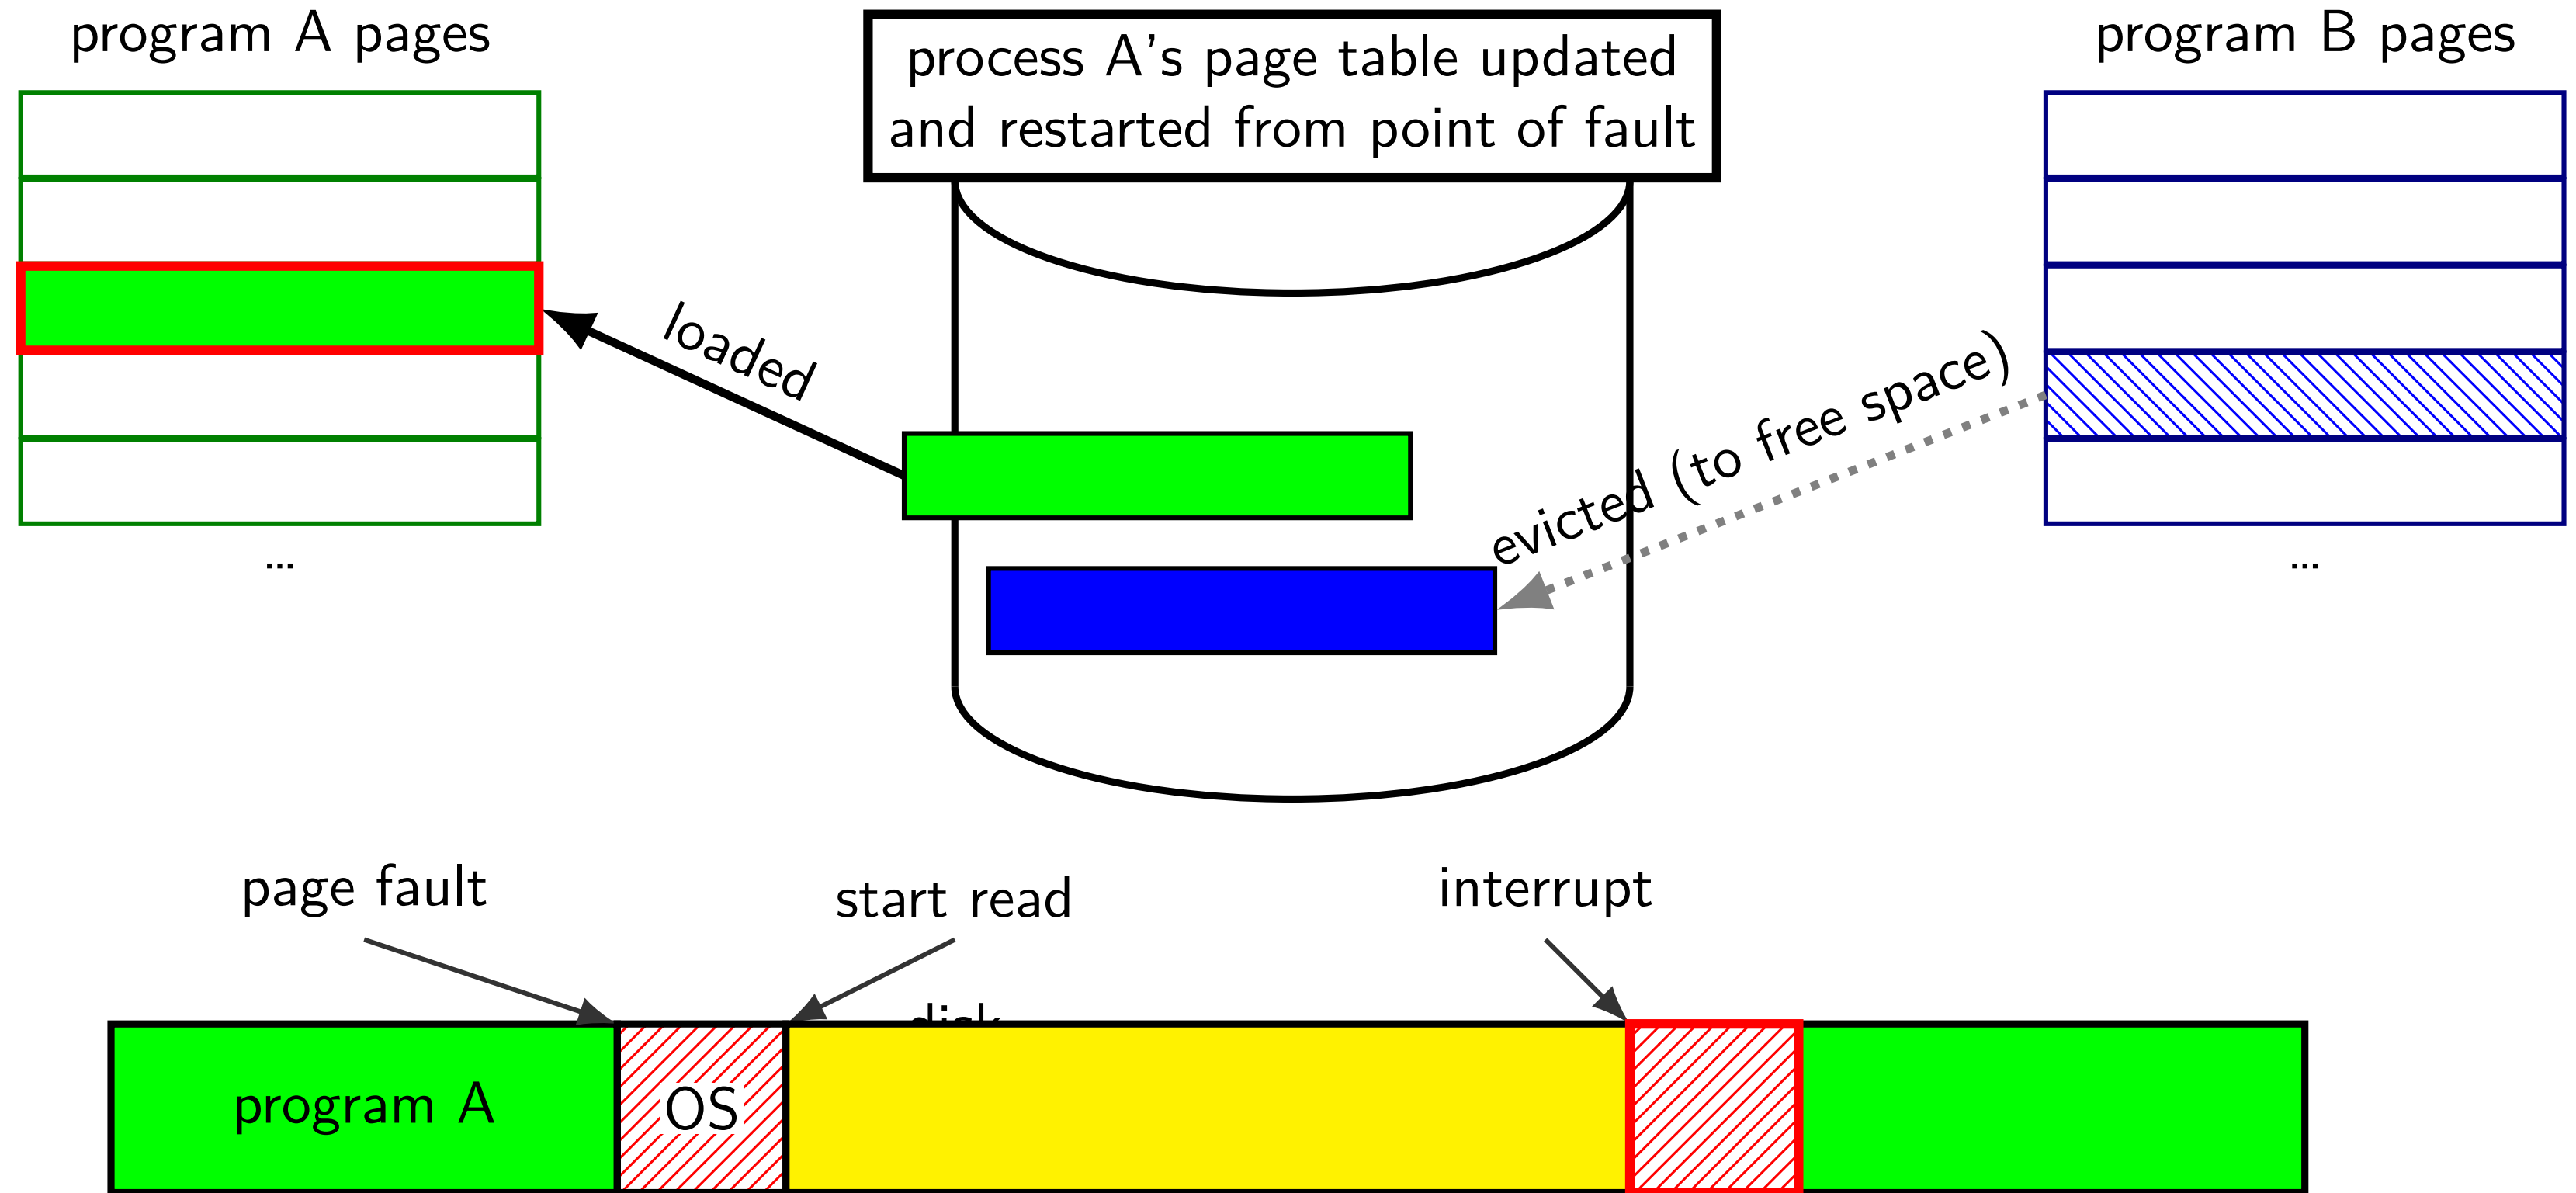 program A pages
process A's page table updated
and restarted from point of fault
program B pages
loaded
evicted (to free space)
...
...
page fault
start read
interrupt
disk
program A
OS